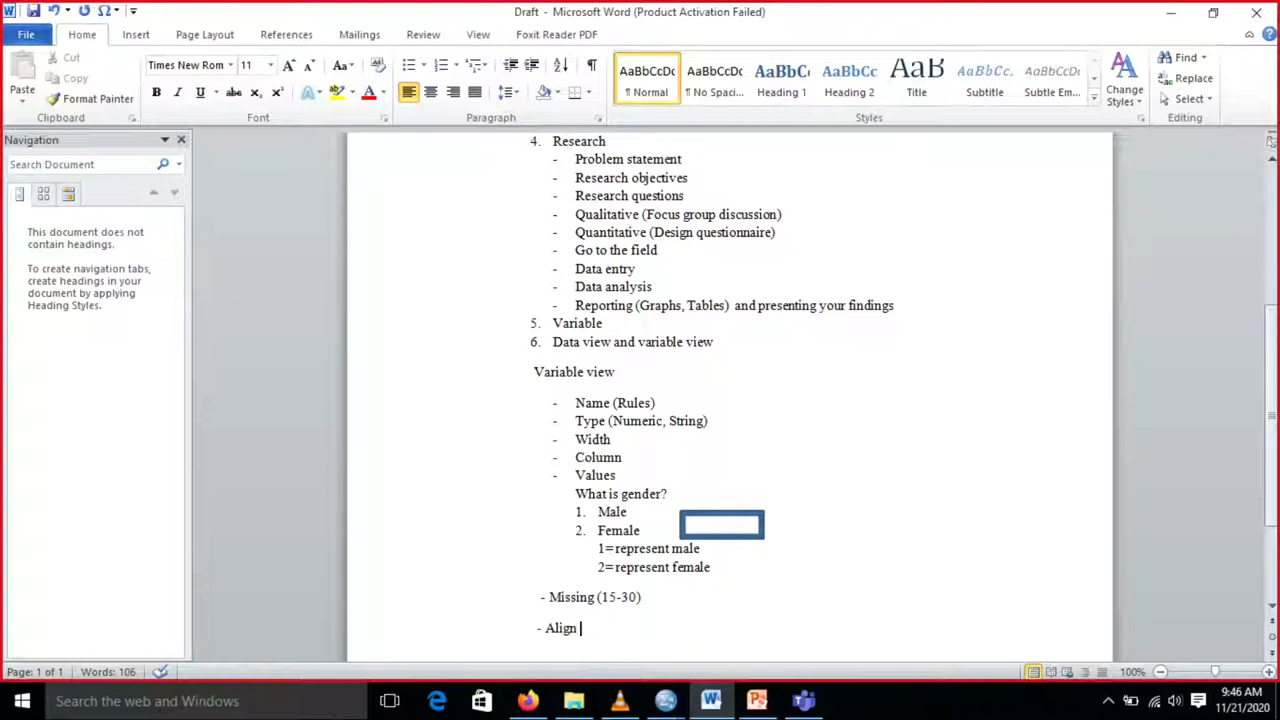 Draft - Microsoft Word (Product Activation Failed)
File Home Insert Page Layout References Mailings Review View Foxit Reader PDF
Cut
Copy
Paste
Format Painter
Times New Rom 11
AaBbCcDc AaBbCcDc AaBbCc AaBbCc AaB AaBbCc. AaBbCcDc
¶ Normal ¶ No Spaci... Heading 1 Heading 2 Title Subtitle Subtle Em...
Change Styles
Find
Replace
Select
Clipboard Font Paragraph Styles Editing
Navigation
Search Document
This document does not
contain headings.
To create navigation tabs,
create headings in your
document by applying
Heading Styles.
4. Research
- Problem statement
- Research objectives
- Research questions
- Qualitative (Focus group discussion)
- Quantitative (Design questionnaire)
- Go to the field
- Data entry
- Data analysis
- Reporting (Graphs, Tables) and presenting your findings
5. Variable
6. Data view and variable view
Variable view
- Name (Rules)
- Type (Numeric, String)
- Width
- Column
- Values
What is gender?
1. Male
2. Female
1= represent male
2= represent female
- Missing (15-30)
- Align
Page: 1 of 1 Words: 106 100%
Search the web and Windows
9:46 AM
11/21/2020